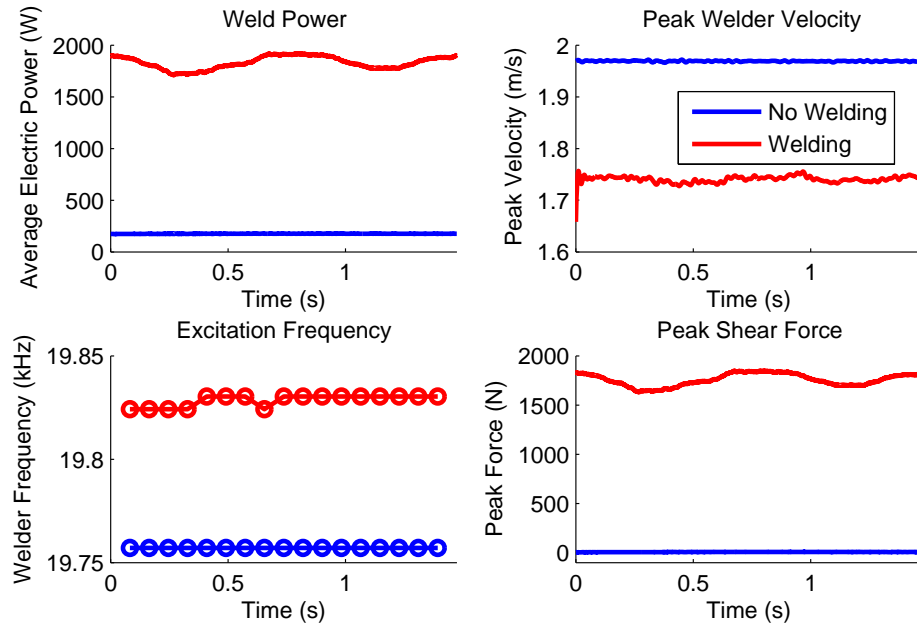 Weld Power
Average Electric Power (W)
2000
1500
1000
500
0
0 0.5 1
Time (s)
Peak Welder Velocity
Peak Velocity (m/s)
2
1.9
1.8
1.7
1.6
No Welding
Welding
0 0.5 1
Time (s)
Excitation Frequency
Welder Frequency (kHz)
19.85
19.8
19.75
0 0.5 1
Time (s)
Peak Shear Force
Peak Force (N)
2000
1500
1000
500
0
0 0.5 1
Time (s)